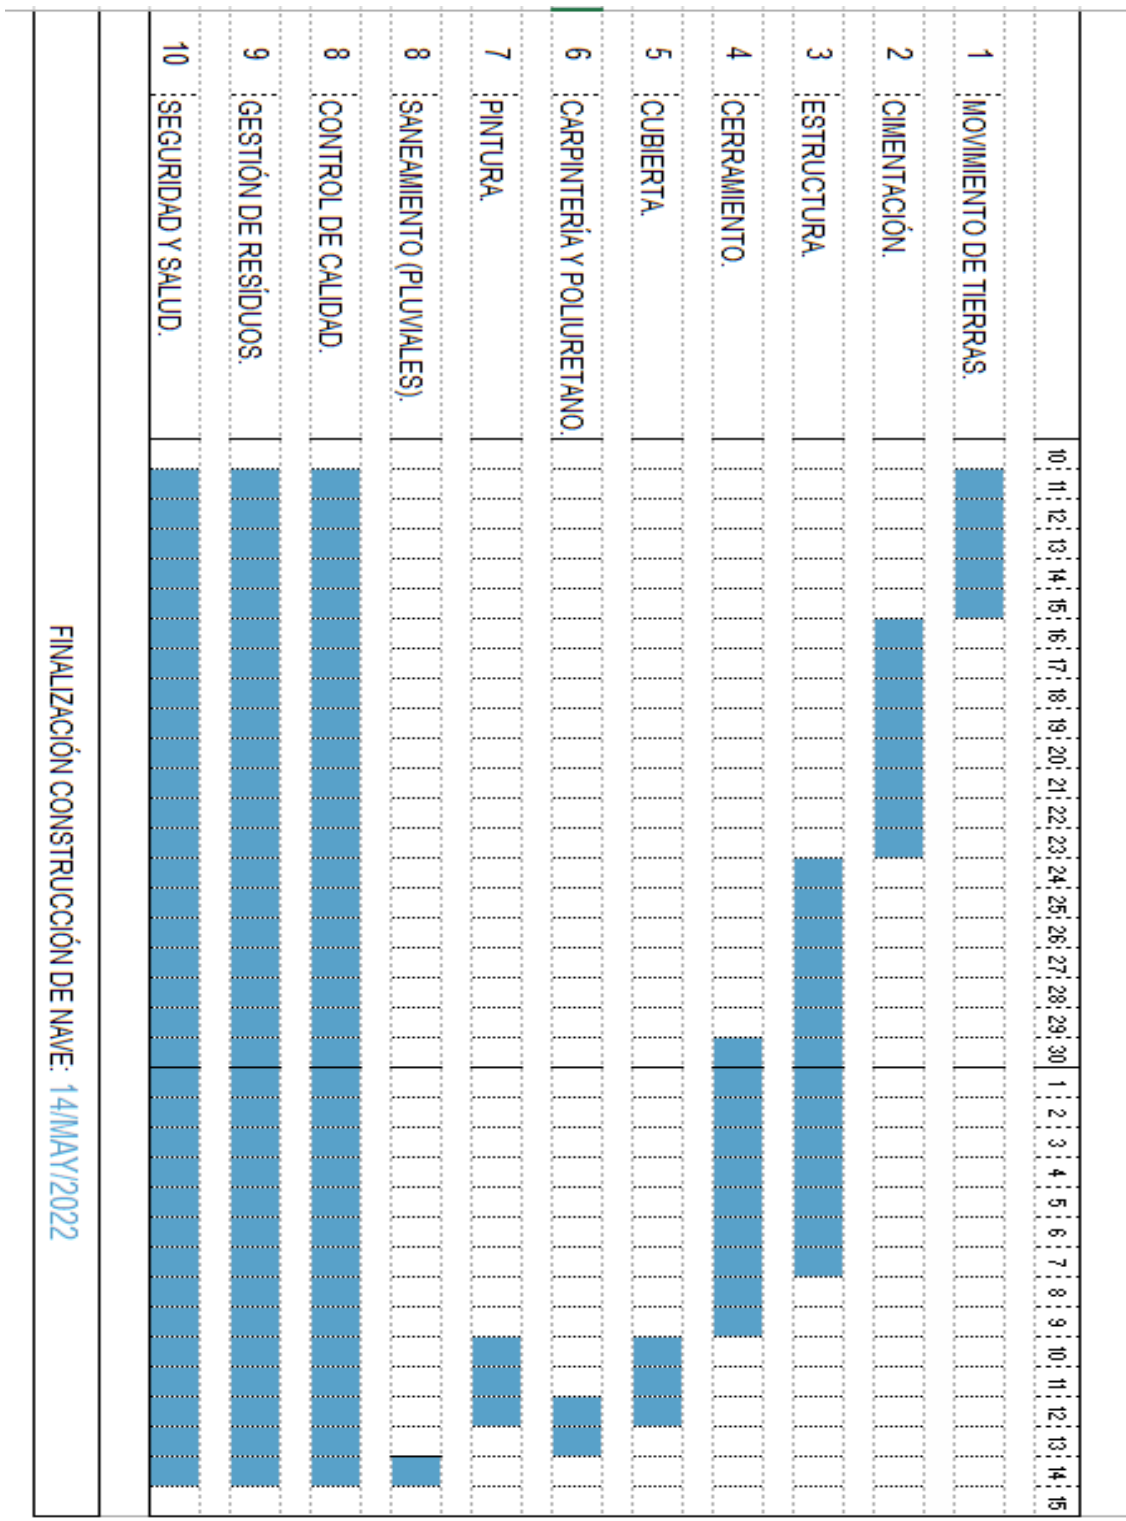 10 11 12 13 14 15 16 17 18 19 20 21 22 23 24 25 26 27 28 29 30 1 2 3 4 5 6 7 8 9 10 11 12 13 14 15
1 MOVIMIENTO DE TIERRAS.
2 CIMENTACIÓN.
3 ESTRUCTURA.
4 CERRAMIENTO.
5 CUBIERTA.
6 CARPINTERÍA Y POLIURETANO.
7 PINTURA.
8 SANEAMIENTO (PLUVIALES).
8 CONTROL DE CALIDAD.
9 GESTIÓN DE RESÍDUOS.
10 SEGURIDAD Y SALUD.
FINALIZACIÓN CONSTRUCCIÓN DE NAVE: 14/MAY/2022